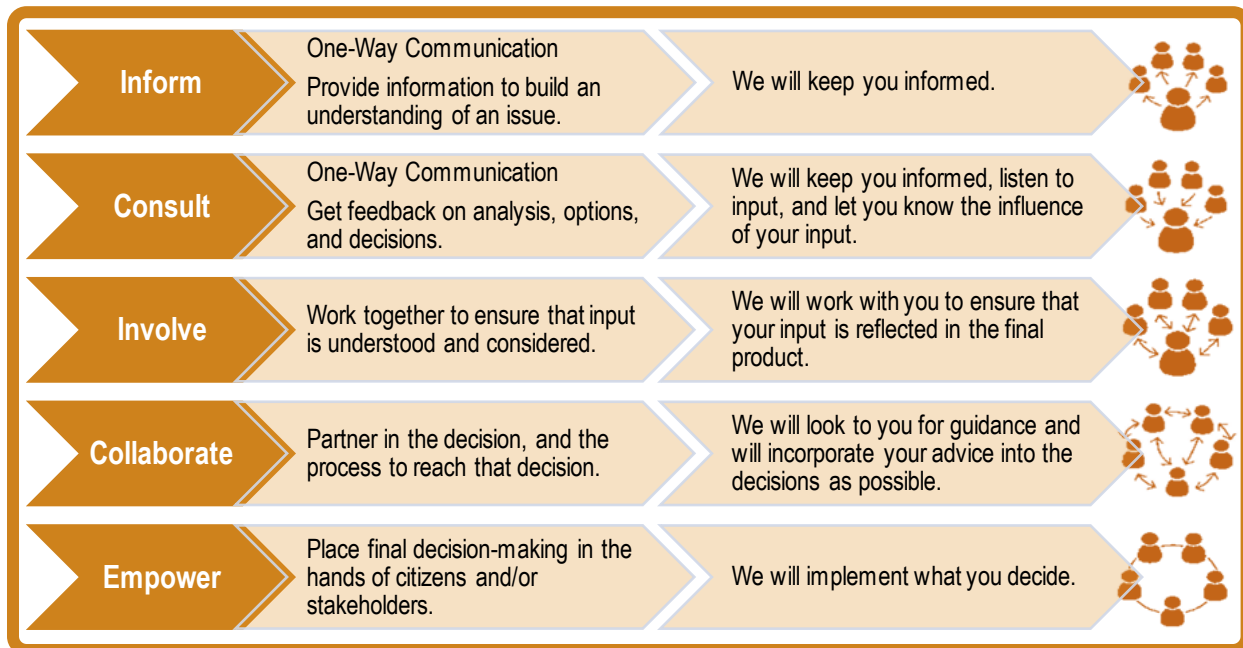 Inform
One-Way Communication
Provide information to build an
understanding of an issue.
We will keep you informed.
Consult
One-Way Communication
Get feedback on analysis, options,
and decisions.
We will keep you informed, listen to
input, and let you know the influence
of your input.
Involve
Work together to ensure that input
is understood and considered.
We will work with you to ensure that
your input is reflected in the final
product.
Collaborate
Partner in the decision, and the
process to reach that decision.
We will look to you for guidance and
will incorporate your advice into the
decisions as possible.
Empower
Place final decision-making in the
hands of citizens and/or
stakeholders.
We will implement what you decide.